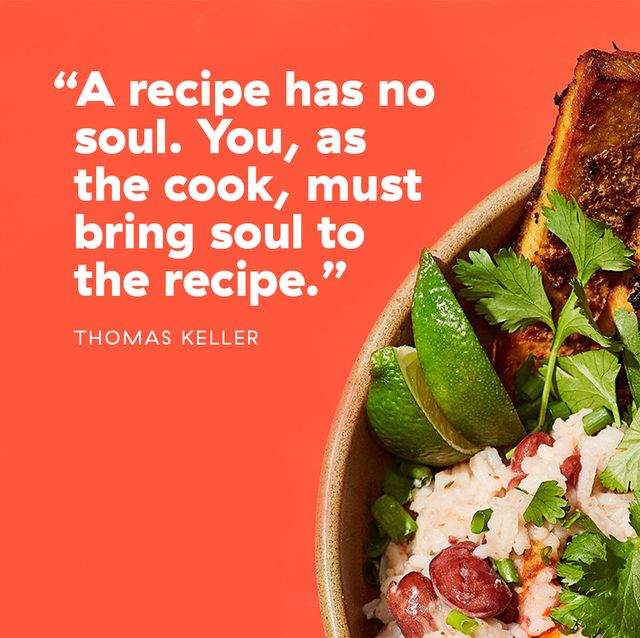 “A recipe has no
soul. You, as
the cook, must
bring soul to
the recipe.”
THOMAS KELLER